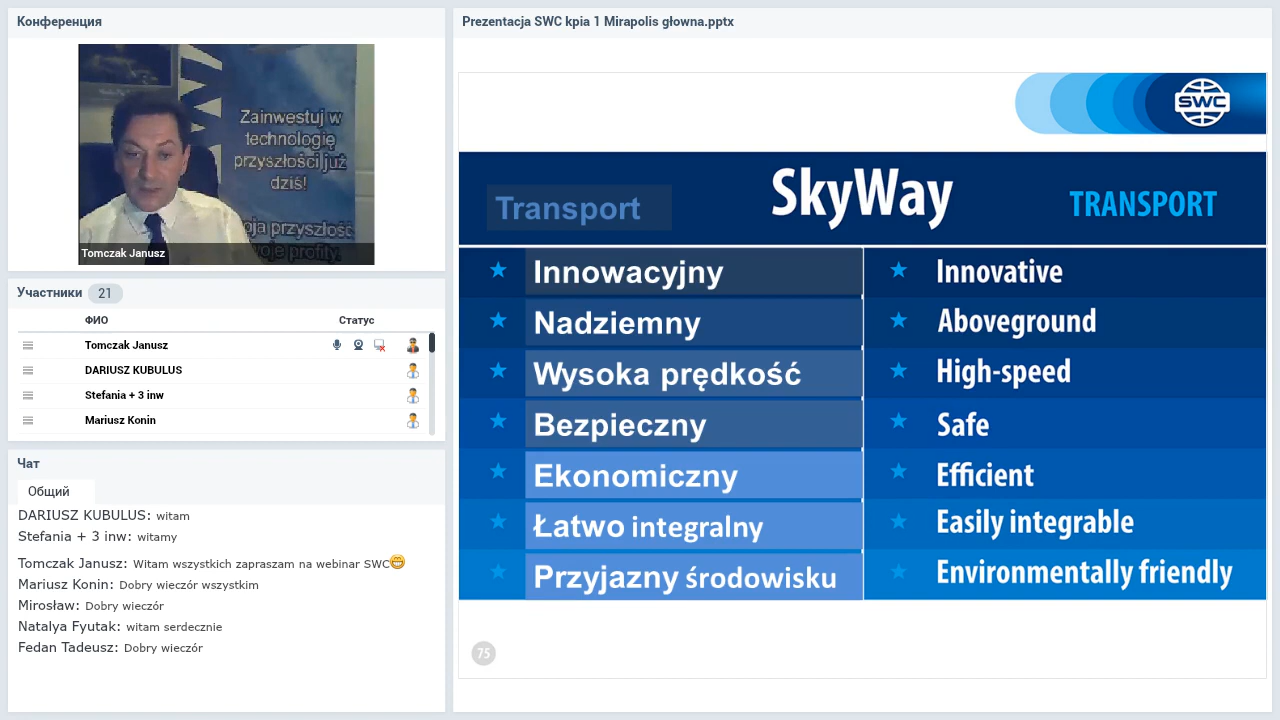 Конференция
Zainwestuj w
technologię
przyszłości już
dziś!
oja przyszłość
woje profity.
Tomczak Janusz
Участники 21
ФИО Статус
Tomczak Janusz
DARIUSZ KUBULUS
Stefania + 3 inw
Mariusz Konin
Чат
Общий
DARIUSZ KUBULUS: witam
Stefania + 3 inw: witamy
Tomczak Janusz: Witam wszystkich zapraszam na webinar SWC
Mariusz Konin: Dobry wieczór wszystkim
Mirosław: Dobry wieczór
Natalya Fyutak: witam serdecznie
Fedan Tadeusz: Dobry wieczór
Prezentacja SWC kpia 1 Mirapolis głowna.pptx
SWC
Transport SkyWay TRANSPORT
Innowacyjny Innovative
Nadziemny Aboveground
Wysoka prędkość High-speed
Bezpieczny Safe
Ekonomiczny Efficient
Łatwo integralny Easily integrable
Przyjazny środowisku Environmentally friendly
75